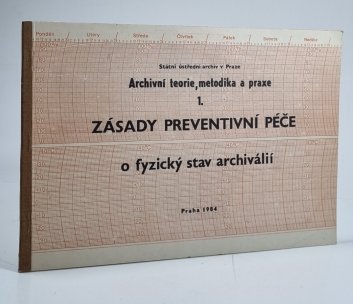 Pondělí Úterý Středa Čtvrtek Pátek Sobota Neděle
Státní ústřední archiv v Praze
Archivní teorie, metodika a praxe
1.
ZÁSADY PREVENTIVNÍ PÉČE
o fyzický stav archiválií
Praha 1984